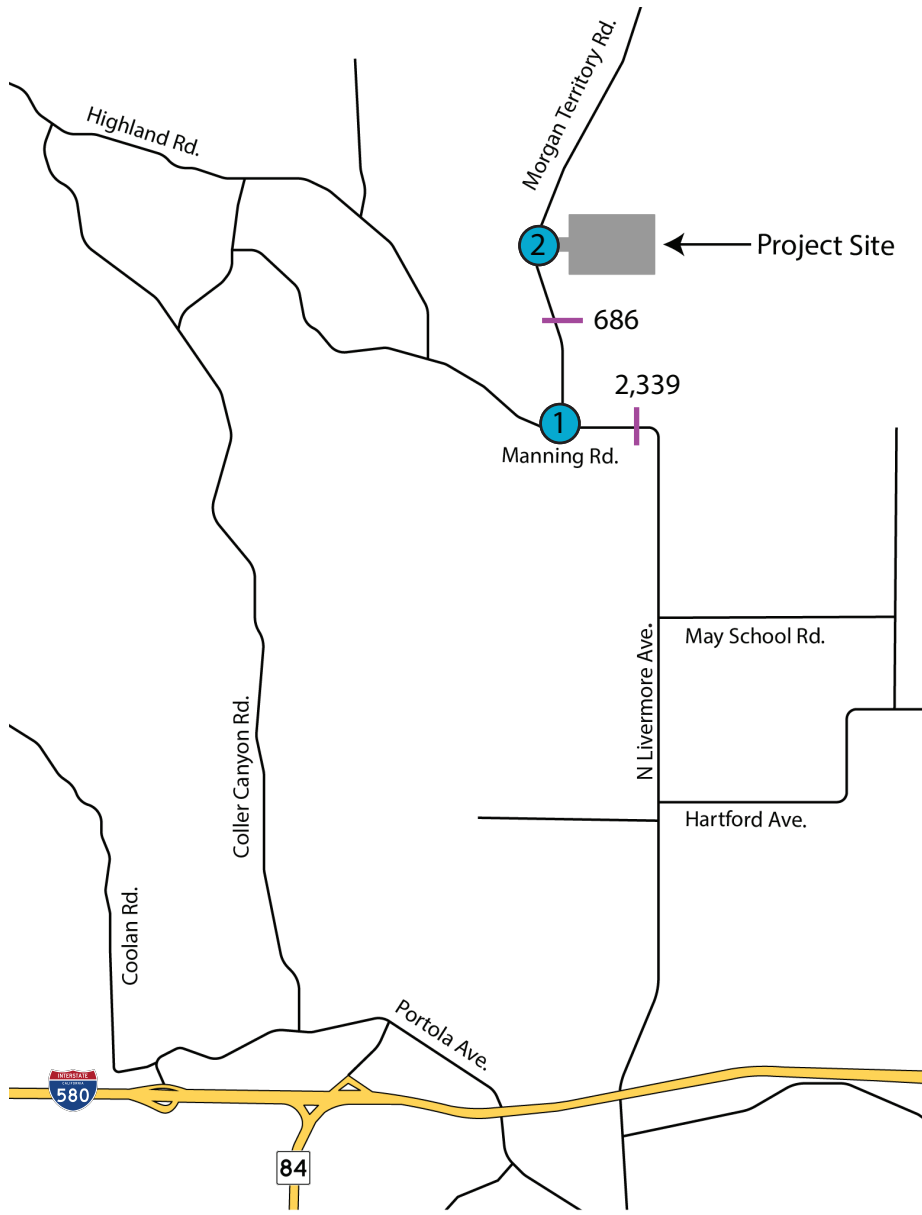 Morgan Territory Rd.
Highland Rd.
2
Project Site
686
2,339
1
Manning Rd.
May School Rd.
N Livermore Ave.
Coller Canyon Rd.
Hartford Ave.
Coolan Rd.
Portola Ave.
INTERSTATE
CALIFORNIA
580
84